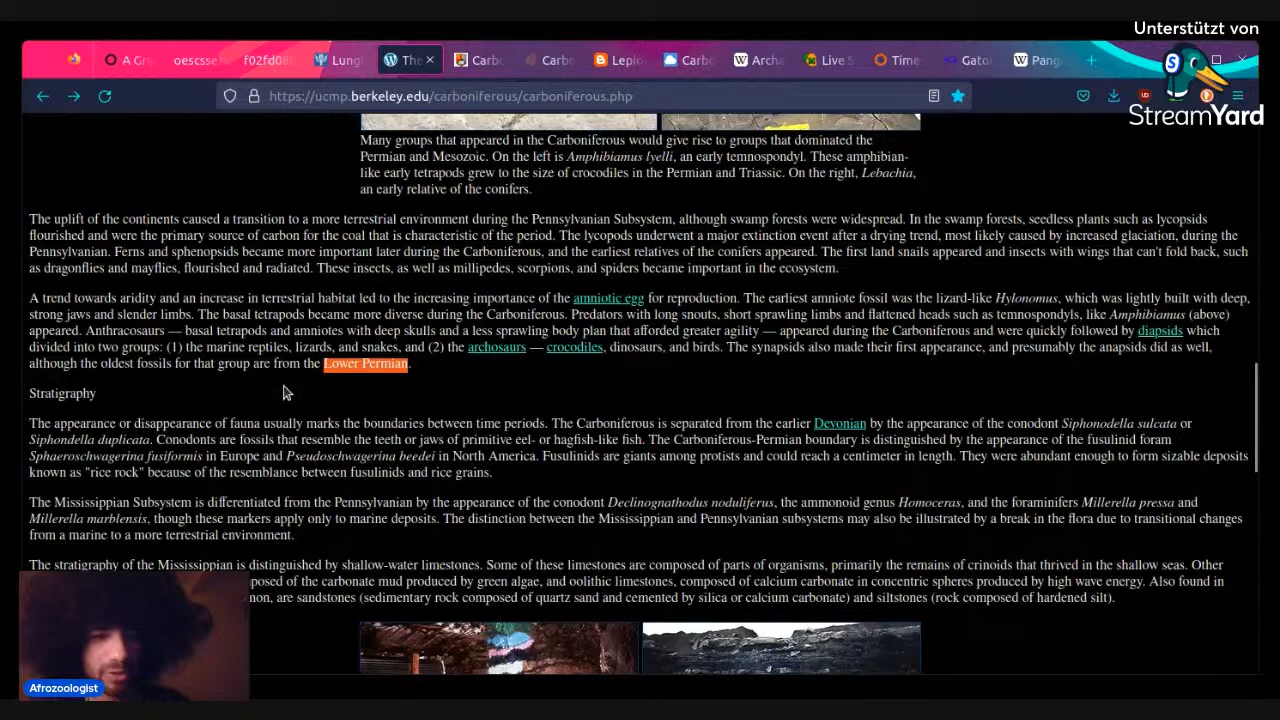 Unterstützt von
StreamYard
A Gra
oescsse
f02fd08
Lung
The
Carb
Carbo
Lepio
Carbo
Archa
Live S
Time
Gato
Pang
https://ucmp.berkeley.edu/carboniferous/carboniferous.php
Many groups that appeared in the Carboniferous would give rise to groups that dominated the
Permian and Mesozoic. On the left is Amphibiamus lyelli, an early temnospondyl. These amphibian-
like early tetrapods grew to the size of crocodiles in the Permian and Triassic. On the right, Lebachia,
an early relative of the conifers.
The uplift of the continents caused a transition to a more terrestrial environment during the Pennsylvanian Subsystem, although swamp forests were widespread. In the swamp forests, seedless plants such as lycopsids
flourished and were the primary source of carbon for the coal that is characteristic of the period. The lycopods underwent a major extinction event after a drying trend, most likely caused by increased glaciation, during the
Pennsylvanian. Ferns and sphenopsids became more important later during the Carboniferous, and the earliest relatives of the conifers appeared. The first land snails appeared and insects with wings that can't fold back, such
as dragonflies and mayflies, flourished and radiated. These insects, as well as millipedes, scorpions, and spiders became important in the ecosystem.
A trend towards aridity and an increase in terrestrial habitat led to the increasing importance of the amniotic egg for reproduction. The earliest amniote fossil was the lizard-like Hylonomus, which was lightly built with deep,
strong jaws and slender limbs. The basal tetrapods became more diverse during the Carboniferous. Predators with long snouts, short sprawling limbs and flattened heads such as temnospondyls, like Amphibamus (above)
appeared. Anthracosaurs — basal tetrapods and amniotes with deep skulls and a less sprawling body plan that afforded greater agility — appeared during the Carboniferous and were quickly followed by diapsids which
divided into two groups: (1) the marine reptiles, lizards, and snakes, and (2) the archosaurs — crocodiles, dinosaurs, and birds. The synapsids also made their first appearance, and presumably the anapsids did as well,
although the oldest fossils for that group are from the Lower Permian.
Stratigraphy
The appearance or disappearance of fauna usually marks the boundaries between time periods. The Carboniferous is separated from the earlier Devonian by the appearance of the conodont Siphonodella sulcata or
Siphondella duplicata. Conodonts are fossils that resemble the teeth or jaws of primitive eel- or hagfish-like fish. The Carboniferous-Permian boundary is distinguished by the appearance of the fusulinid foram
Sphaeroschwagerina fusiformis in Europe and Pseudoschwagerina beedei in North America. Fusulinids are giants among protists and could reach a centimeter in length. They were abundant enough to form sizable deposits
known as "rice rock" because of the resemblance between fusulinids and rice grains.
The Mississippian Subsystem is differentiated from the Pennsylvanian by the appearance of the conodont Declinognathodus noduliferus, the ammonoid genus Homoceras, and the foraminifers Millerella pressa and
Millerella marblensis, though these markers apply only to marine deposits. The distinction between the Mississippian and Pennsylvanian subsystems may also be illustrated by a break in the flora due to transitional changes
from a marine to a more terrestrial environment.
The stratigraphy of the Mississippian is distinguished by shallow-water limestones. Some of these limestones are composed of parts of organisms, primarily the remains of crinoids that thrived in the shallow seas. Other
posed of the carbonate mud produced by green algae, and oolithic limestones, composed of calcium carbonate in concentric spheres produced by high wave energy. Also found in
mon, are sandstones (sedimentary rock composed of quartz sand and cemented by silica or calcium carbonate) and siltstones (rock composed of hardened silt).
Afrozoologist